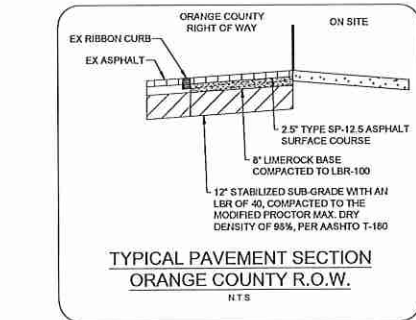 ORANGE COUNTY
RIGHT OF WAY
ON SITE
EX RIBBON CURB
EX ASPHALT
2.5" TYPE SP-12.5 ASPHALT
SURFACE COURSE
8" LIMEROCK BASE
COMPACTED TO LBR-100
12" STABILIZED SUB-GRADE WITH AN
LBR OF 40, COMPACTED TO THE
MODIFIED PROCTOR MAX. DRY
DENSITY OF 98%, PER AASHTO T-180
TYPICAL PAVEMENT SECTION
ORANGE COUNTY R.O.W.
NTS